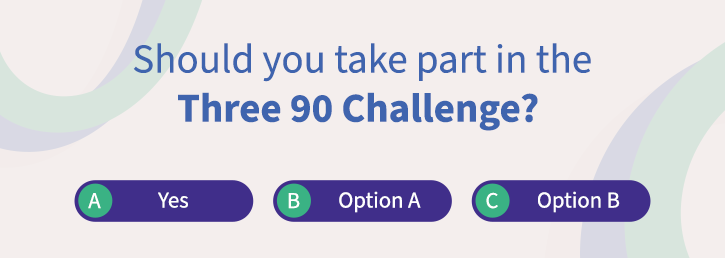 Should you take part in the
Three 90 Challenge?
A Yes B Option A C Option B